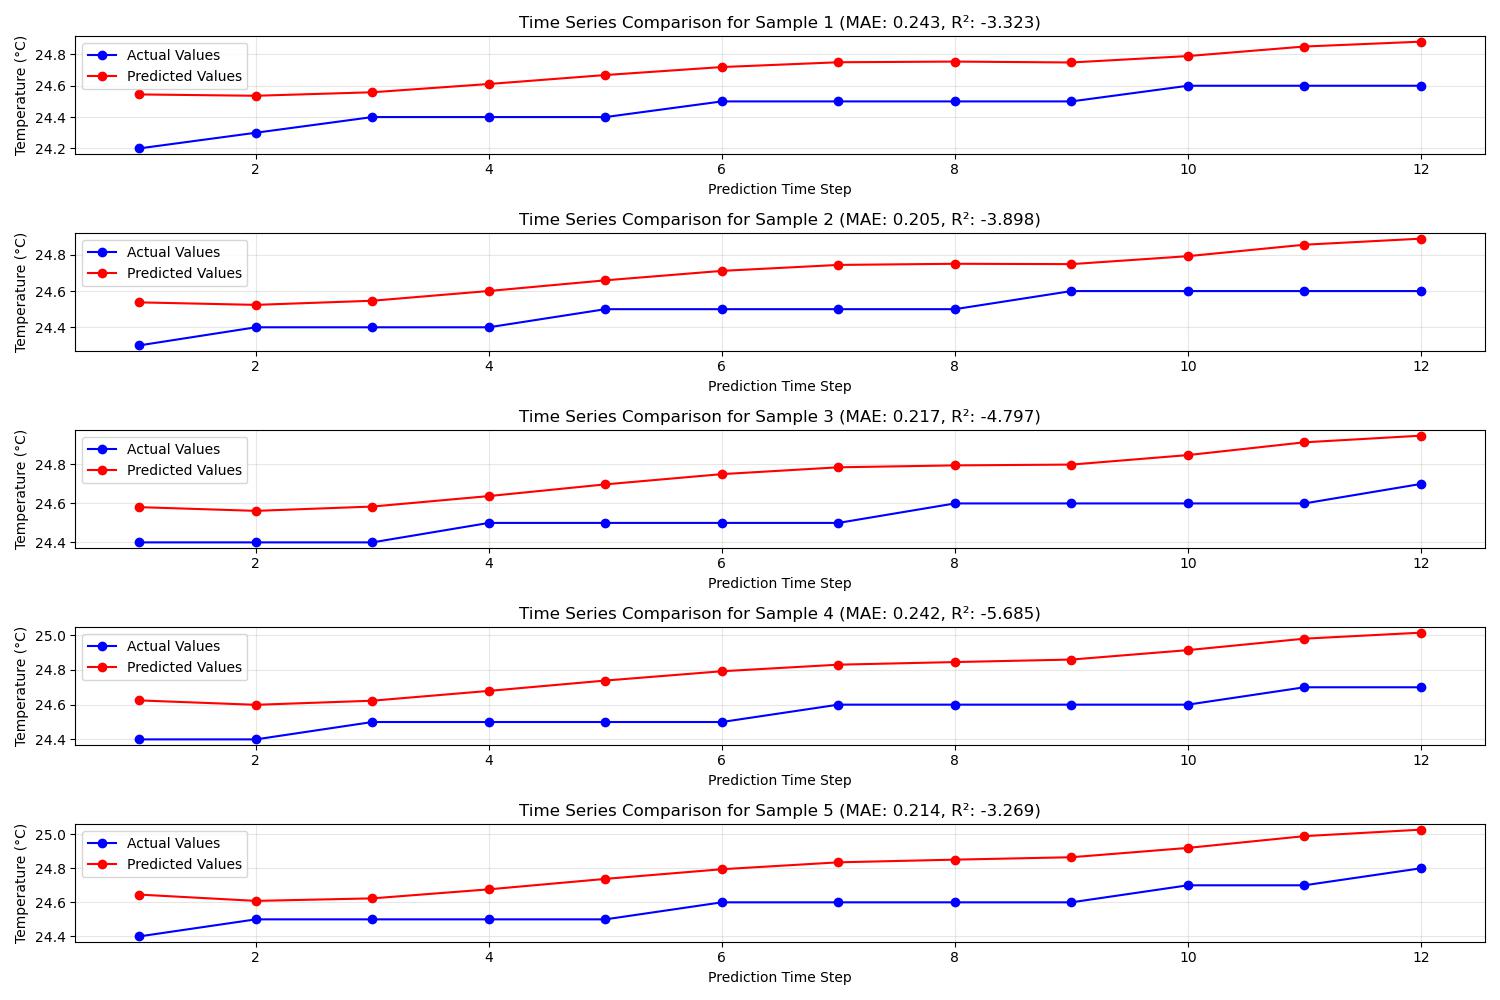 Time Series Comparison for Sample 1 (MAE: 0.243, R²: -3.323)
Temperature (°C)
24.8
24.6
24.4
24.2
Actual Values
Predicted Values
2 4 6 8 10 12
Prediction Time Step
Time Series Comparison for Sample 2 (MAE: 0.205, R²: -3.898)
Temperature (°C)
24.8
24.6
24.4
Actual Values
Predicted Values
2 4 6 8 10 12
Prediction Time Step
Time Series Comparison for Sample 3 (MAE: 0.217, R²: -4.797)
Temperature (°C)
24.8
24.6
24.4
Actual Values
Predicted Values
2 4 6 8 10 12
Prediction Time Step
Time Series Comparison for Sample 4 (MAE: 0.242, R²: -5.685)
Temperature (°C)
25.0
24.8
24.6
24.4
Actual Values
Predicted Values
2 4 6 8 10 12
Prediction Time Step
Time Series Comparison for Sample 5 (MAE: 0.214, R²: -3.269)
Temperature (°C)
25.0
24.8
24.6
24.4
Actual Values
Predicted Values
2 4 6 8 10 12
Prediction Time Step